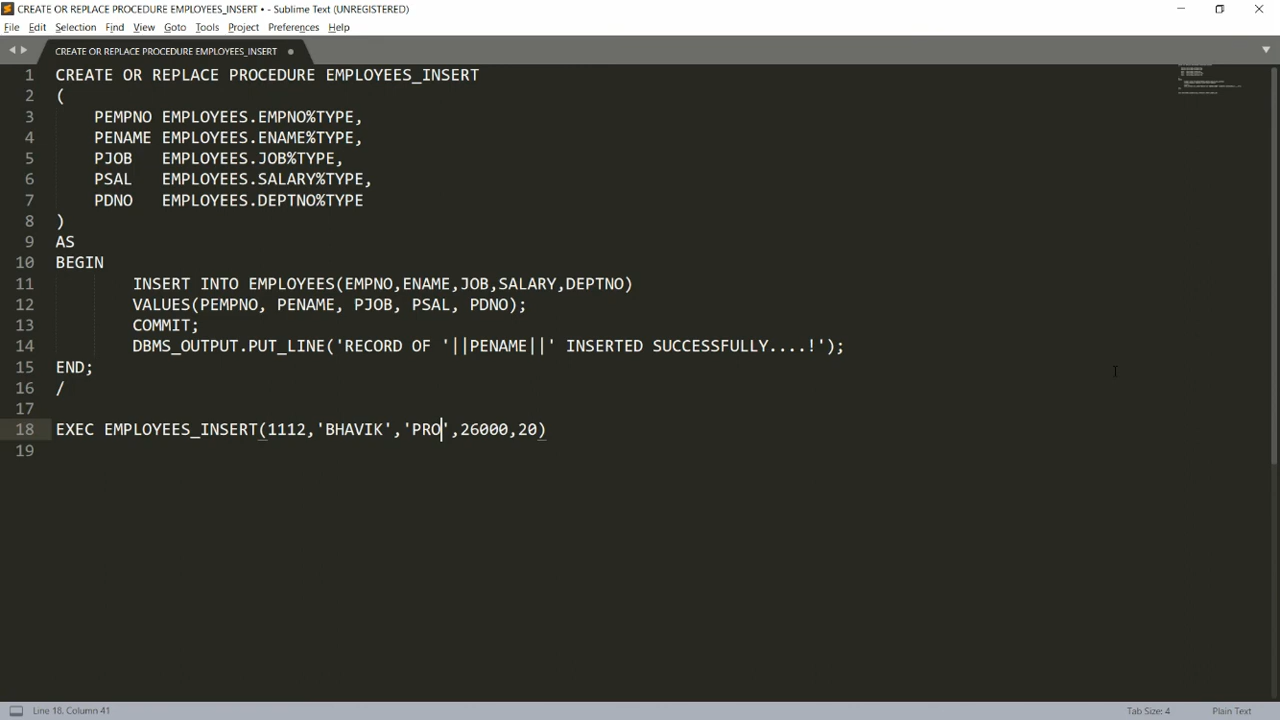 CREATE OR REPLACE PROCEDURE EMPLOYEES_INSERT • - Sublime Text (UNREGISTERED)
File Edit Selection Find View Goto Tools Project Preferences Help
CREATE OR REPLACE PROCEDURE EMPLOYEES_INSERT
1 CREATE OR REPLACE PROCEDURE EMPLOYEES_INSERT
2 (
3 PEMPNO EMPLOYEES.EMPNO%TYPE,
4 PENAME EMPLOYEES.ENAME%TYPE,
5 PJOB EMPLOYEES.JOB%TYPE,
6 PSAL EMPLOYEES.SALARY%TYPE,
7 PDNO EMPLOYEES.DEPTNO%TYPE
8 )
9 AS
10 BEGIN
11 INSERT INTO EMPLOYEES(EMPNO,ENAME,JOB,SALARY,DEPTNO)
12 VALUES(PEMPNO, PENAME, PJOB, PSAL, PDNO);
13 COMMIT;
14 DBMS_OUTPUT.PUT_LINE('RECORD OF '||PENAME||' INSERTED SUCCESSFULLY....!');
15 END;
16 /
17
18 EXEC EMPLOYEES_INSERT(1112,'BHAVIK','PRO',26000,20)
19
Line 18, Column 41
Tab Size: 4
Plain Text